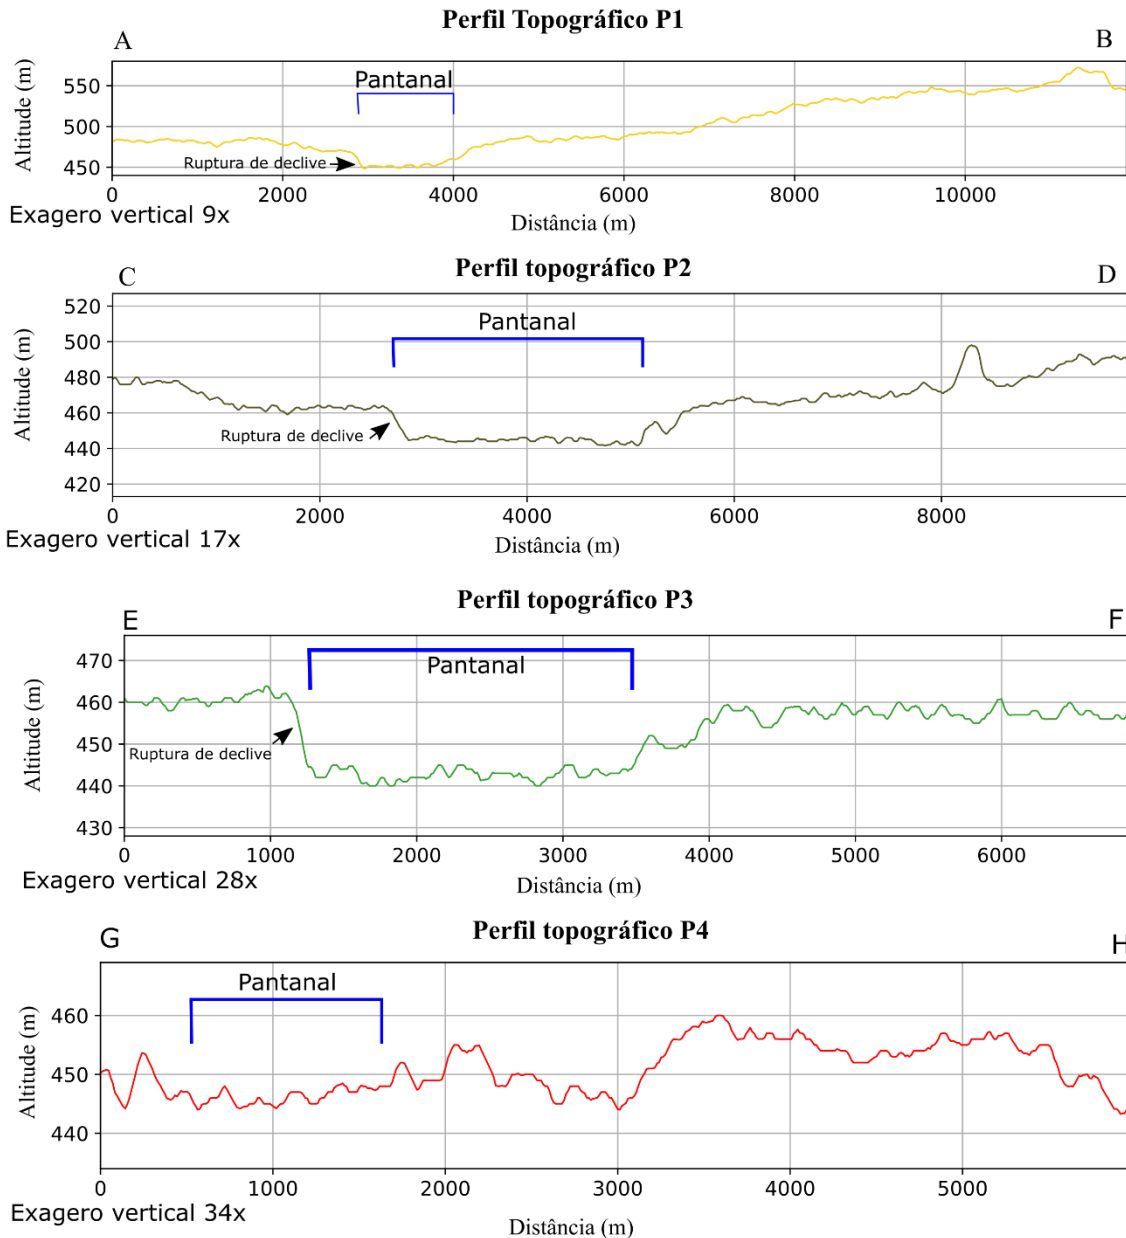 Perfil Topográfico P1
A
B
Pantanal
550
500
450
Altitude (m)
Ruptura de declive
0 2000 4000 6000 8000 10000
Exagero vertical 9x
Distância (m)
Perfil topográfico P2
C
D
Pantanal
520
500
480
460
440
420
Altitude (m)
Ruptura de declive
0 2000 4000 6000 8000
Exagero vertical 17x
Distância (m)
Perfil topográfico P3
E
F
Pantanal
470
460
450
440
430
Altitude (m)
Ruptura de declive
0 1000 2000 3000 4000 5000 6000
Exagero vertical 28x
Distância (m)
Perfil topográfico P4
G
H
Pantanal
460
450
440
Altitude (m)
0 1000 2000 3000 4000 5000
Exagero vertical 34x
Distância (m)